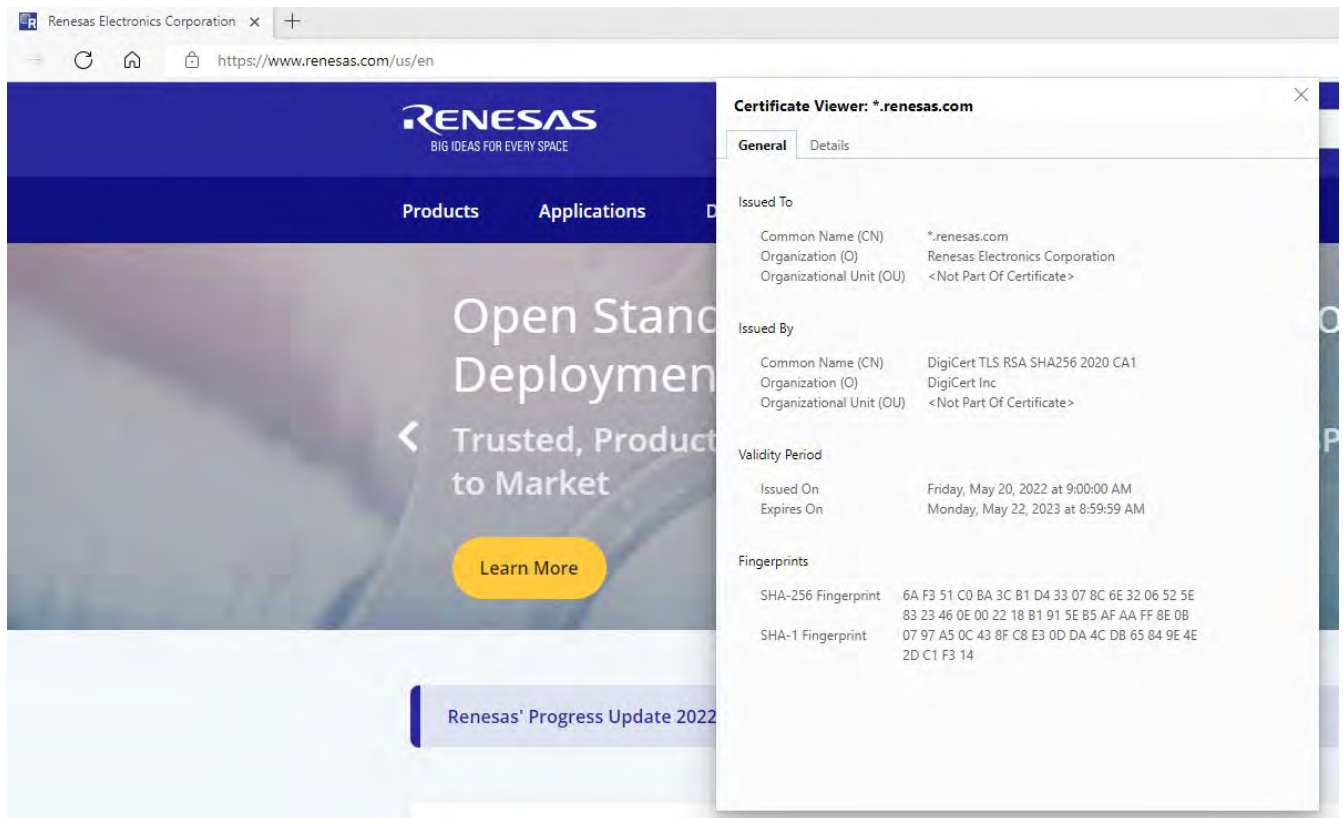 Renesas Electronics Corporation
https://www.renesas.com/us/en
RENESAS
BIG IDEAS FOR EVERY SPACE
Products Applications
Open Stand
Deploymen
Trusted, Product
to Market
Learn More
Renesas' Progress Update 2022
Certificate Viewer: *.renesas.com
General Details
Issued To
Common Name (CN) *.renesas.com
Organization (O) Renesas Electronics Corporation
Organizational Unit (OU) <Not Part Of Certificate>
Issued By
Common Name (CN) DigiCert TLS RSA SHA256 2020 CA1
Organization (O) DigiCert Inc
Organizational Unit (OU) <Not Part Of Certificate>
Validity Period
Issued On Friday, May 20, 2022 at 9:00:00 AM
Expires On Monday, May 22, 2023 at 8:59:59 AM
Fingerprints
SHA-256 Fingerprint 6A F3 51 C0 BA 3C B1 D4 33 07 8C 6E 32 06 52 5E
83 23 46 0E 00 22 18 B1 91 5E B5 AF AA FF 8E 0B
SHA-1 Fingerprint 07 97 A5 0C 43 8F C8 E3 0D DA 4C DB 65 84 9E 4E
2D C1 F3 14